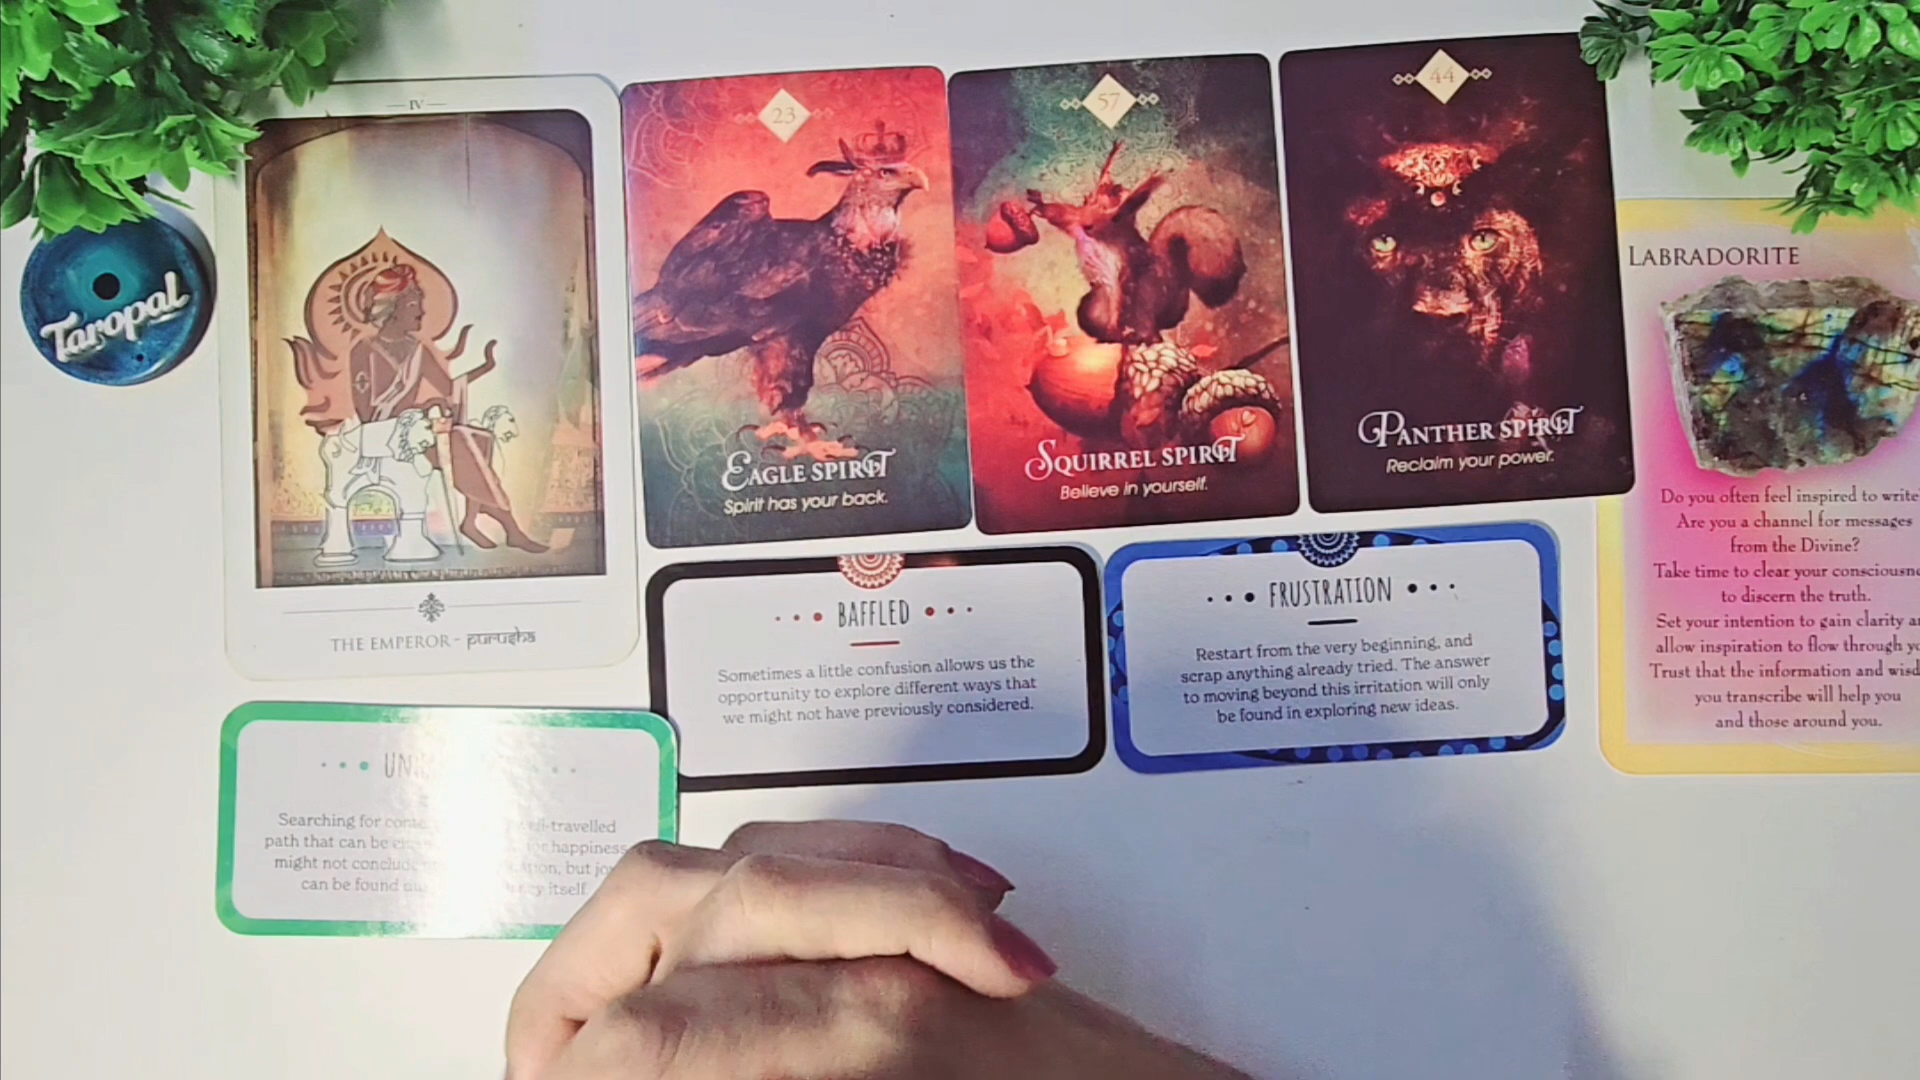 Taropal
IV
THE EMPEROR - purusha
23
EAGLE SPIRIT
Spirit has your back.
57
SQUIRREL SPIRIT
Believe in yourself.
44
PANTHER SPIRIT
Reclaim your power.
LABRADORITE
Do you often feel inspired to write
Are you a channel for messages
from the Divine?
Take time to clear your
to discern the truth.
Set your intention to gain clarity
allow inspiration to flow through
Trust that the information and
you transcribe will help you
and those around you.
BAFFLED
Sometimes a little confusion allows us the
opportunity to explore different ways that
we might not have previously considered.
FRUSTRATION
Restart from the very beginning, and
scrap anything already tried. The answer
to moving beyond this irritation will only
be found in exploring new ideas.
Searching for travelled
path that can be happiness
might not conclude but
can be found itself.